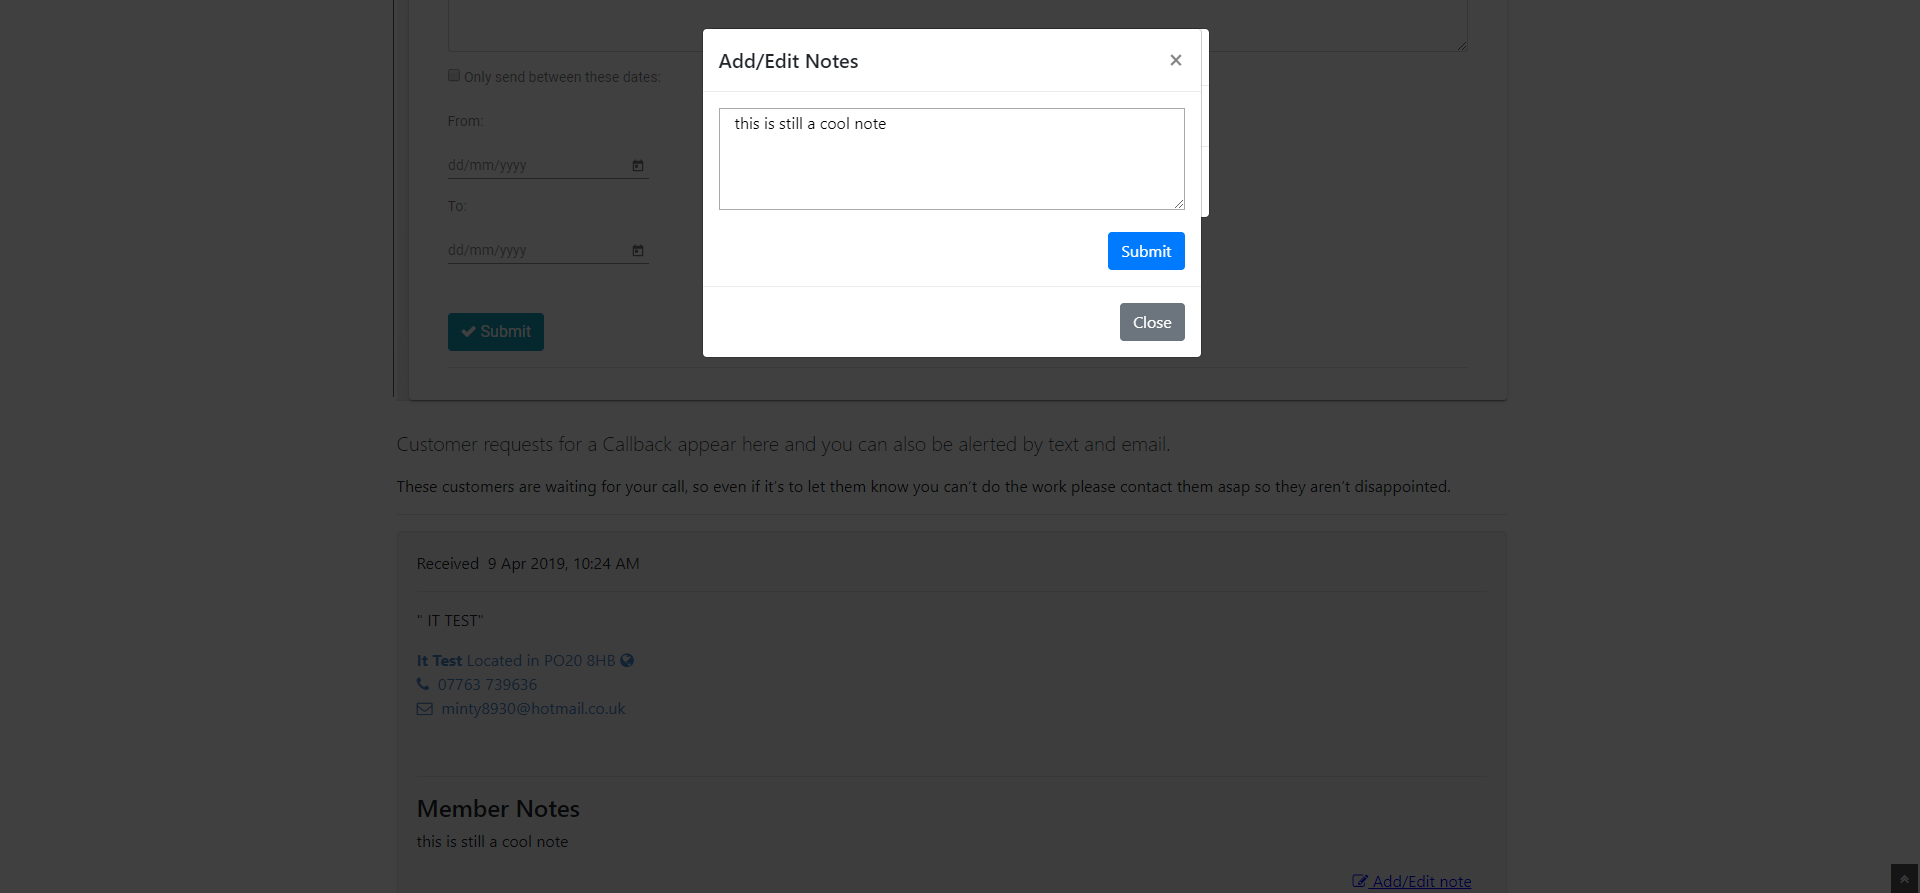 Add/Edit Notes ×
this is still a cool note
Submit
Close
Only send between these dates:
From:
dd/mm/yyyy
To:
dd/mm/yyyy
Submit
Customer requests for a Callback appear here and you can also be alerted by text and email.
These customers are waiting for your call, so even if it's to let them know you can't do the work please contact them asap so they aren't disappointed.
Received 9 Apr 2019, 10:24 AM
" IT TEST"
It Test Located in PO20 8HB
07763 739636
minty8930@hotmail.co.uk
Member Notes
this is still a cool note
Add/Edit note